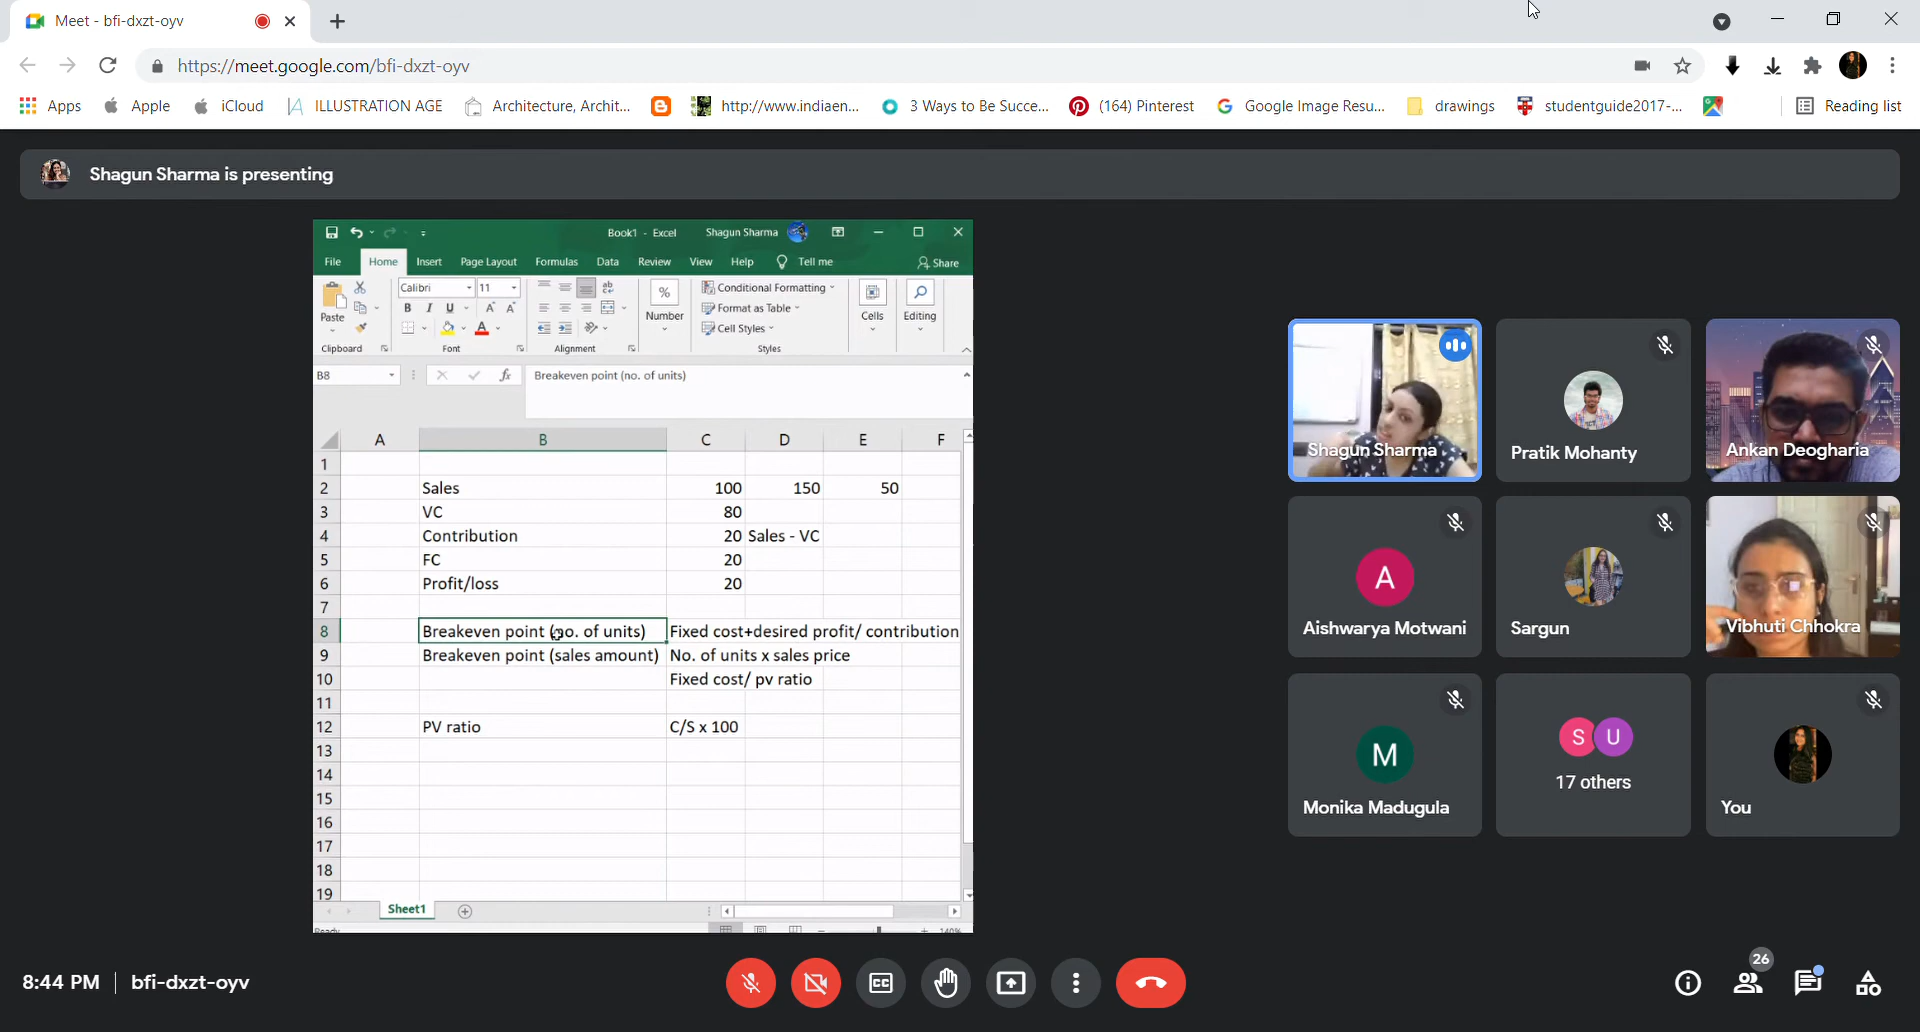 Meet - bfi-dxzt-oyv
https://meet.google.com/bfi-dxzt-oyv
Apps Apple iCloud ILLUSTRATION AGE Architecture, Archit... http://www.indiaen... 3 Ways to Be Succe... (164) Pinterest Google Image Resu... drawings studentguide2017-... Reading list
Shagun Sharma is presenting
Book1 - Excel Shagun Sharma
File Home Insert Page Layout Formulas Data Review View Help Tell me Share
Calibri 11 Conditional Formatting
Paste B I U A A % Number Format as Table Cells Editing
A Cell Styles
Clipboard Font Alignment Styles
B8 fx Breakeven point (no. of units)
A B C D E F
1
2 Sales 100 150 50
3 VC 80
4 Contribution 20 Sales - VC
5 FC 20
6 Profit/loss 20
7
8 Breakeven point (no. of units) Fixed cost+desired profit/ contribution
9 Breakeven point (sales amount) No. of units x sales price
10 Fixed cost/ pv ratio
11
12 PV ratio C/S x 100
13
14
15
16
17
18
19
Sheet1
Ready 140%
Shagun Sharma
Pratik Mohanty
Ankan Deogharia
A
Aishwarya Motwani
Sargun
Vibhuti Chhokra
M
Monika Madugula
S U
17 others
You
8:44 PM bfi-dxzt-oyv
CC
26